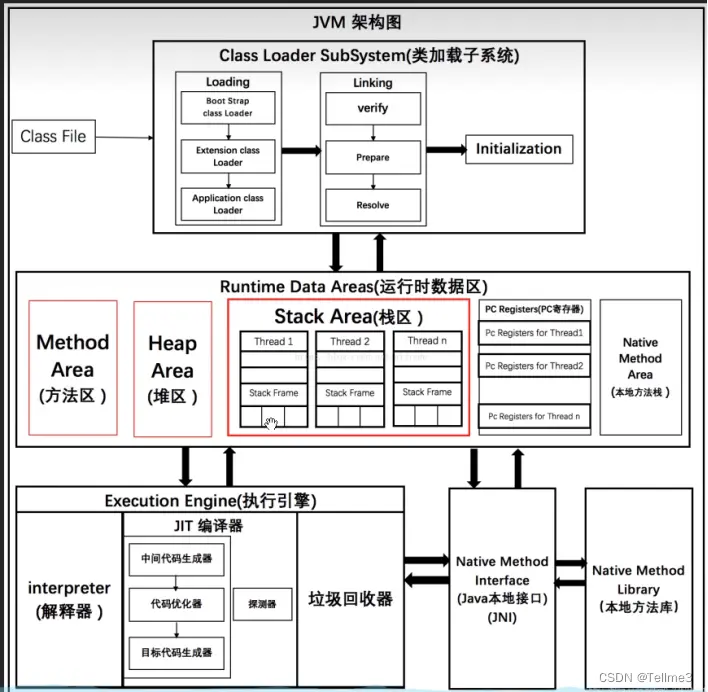 JVM 架构图
Class Loader SubSystem(类加载子系统)
Class File
Loading
Boot Strap
class Loader
Extension class
Loader
Application class
Loader
Linking
verify
Prepare
Resolve
Initialization
Runtime Data Areas(运行时数据区)
Method
Area
(方法区)
Heap
Area
(堆区)
Stack Area(栈区)
Thread 1
Stack Frame
Thread 2
Stack Frame
Thread n
Stack Frame
PC Registers(PC寄存器)
Pc Registers for Thread1
Pc Registers for Thread2
Pc Registers for Thread n
Native
Method
Area
(本地方法栈)
Execution Engine(执行引擎)
interpreter
(解释器)
JIT 编译器
中间代码生成器
代码优化器
目标代码生成器
探测器
垃圾回收器
Native Method
Interface
(Java本地接口)
(JNI)
Native Method
Library
(本地方法库)
CSDN @Tellme3